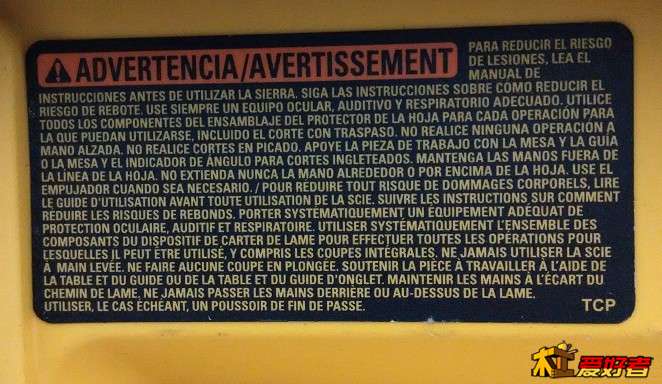 ADVERTENCIA/AVERTISSEMENT
PARA REDUCIR EL RIESGO
DE LESIONES, LEA EL
MANUAL DE
INSTRUCCIONES ANTES DE UTILIZAR LA SIERRA. SIGA LAS INSTRUCCIONES SOBRE CÓMO REDUCIR EL
RIESGO DE REBOTE. USE SIEMPRE UN EQUIPO OCULAR, AUDITIVO Y RESPIRATORIO ADECUADO. UTILICE
TODOS LOS COMPONENTES DEL ENSAMBLAJE DEL PROTECTOR DE LA HOJA PARA CADA OPERACIÓN PARA
LA QUE PUEDAN UTILIZARSE, INCLUIDO EL CORTE CON TRASPASO. NO REALICE NINGUNA OPERACION A
MANO ALZADA. NO REALICE CORTES EN PICADO. APOYE LA PIEZA DE TRABAJO CON LA MESA Y LA GUÍA
O LA MESA Y EL INDICADOR DE ÁNGULO PARA CORTES INGLETEADOS. MANTENGA LAS MANOS FUERA DE
LA LÍNEA DE LA HOJA. NO EXTIENDA NUNCA LA MANO ALREDEDOR O POR ENCIMA DE LA HOJA. USE EL
EMPUJADOR CUANDO SEA NECESARIO. / POUR RÉDUIRE TOUT RISQUE DE DOMMAGES CORPORELS, LIRE
LE GUIDE D'UTILISATION AVANT TOUTE UTILISATION DE LA SCIE. SUIVRE LES INSTRUCTIONS SUR COMMENT
RÉDUIRE LES RISQUES DE REBONDS. PORTER SYSTÉMATIQUEMENT UN ÉQUIPEMENT ADÉQUAT DE
PROTECTION OCULAIRE, AUDITIF ET RESPIRATOIRE. UTILISER SYSTÉMATIQUEMENT L'ENSEMBLE DES
COMPOSANTS DU DISPOSITIF DE CARTER DE LAME POUR EFFECTUER TOUTES LES OPÉRATIONS POUR
LESQUELLES IL PEUT ÊTRE UTILISÉ, Y COMPRIS LES COUPES INTÉGRALES. NE JAMAIS UTILISER LA SCIE
À MAIN LEVÉE. NE FAIRE AUCUNE COUPE EN PLONGÉE. SOUTENIR LA PIÈCE À TRAVAILLER À L'AIDE DE
LA TABLE ET DU GUIDE OU DE LA TABLE ET DU GUIDE D'ONGLET. MAINTENIR LES MAINS À L'ÉCART DU
CHEMIN DE LAME. NE JAMAIS PASSER LES MAINS DERRIÈRE OU AU-DESSUS DE LA LAME.
UTILISER, LE CAS ÉCHÉANT, UN POUSSOIR DE FIN DE PASSE.
TCP
木工爱好者